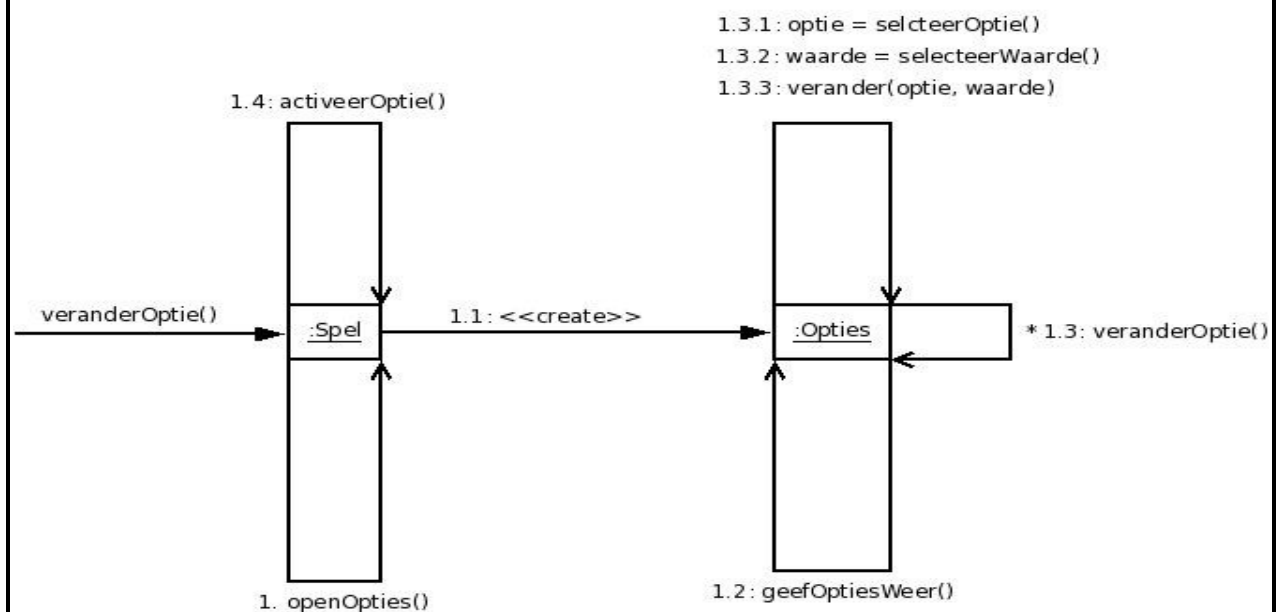 1.3.1: optie = selcteerOptie()
1.3.2: waarde = selecteerWaarde()
1.3.3: verander(optie, waarde)
1.4: activeerOptie()
veranderOptie()
:Spel
1.1: <<create>>
:Opties
* 1.3: veranderOptie()
1.2: geefOptiesWeer()
1. openOpties()